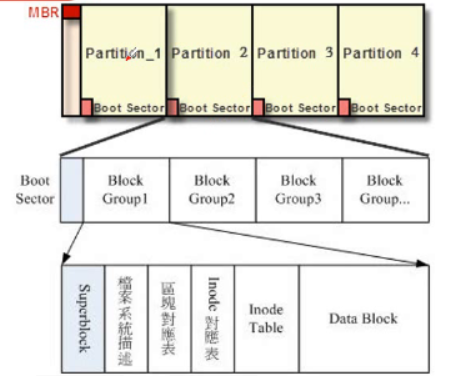 MBR
Partition_1
Partition 2
Partition 3
Partition 4
Boot Sector
Boot Sector
Boot Sector
Boot Sector
Boot
Sector
Block
Group1
Block
Group2
Block
Group3
Block
Group...
Superblock
檔案系統描述
區塊對應表
Inode 對應表
Inode
Table
Data Block